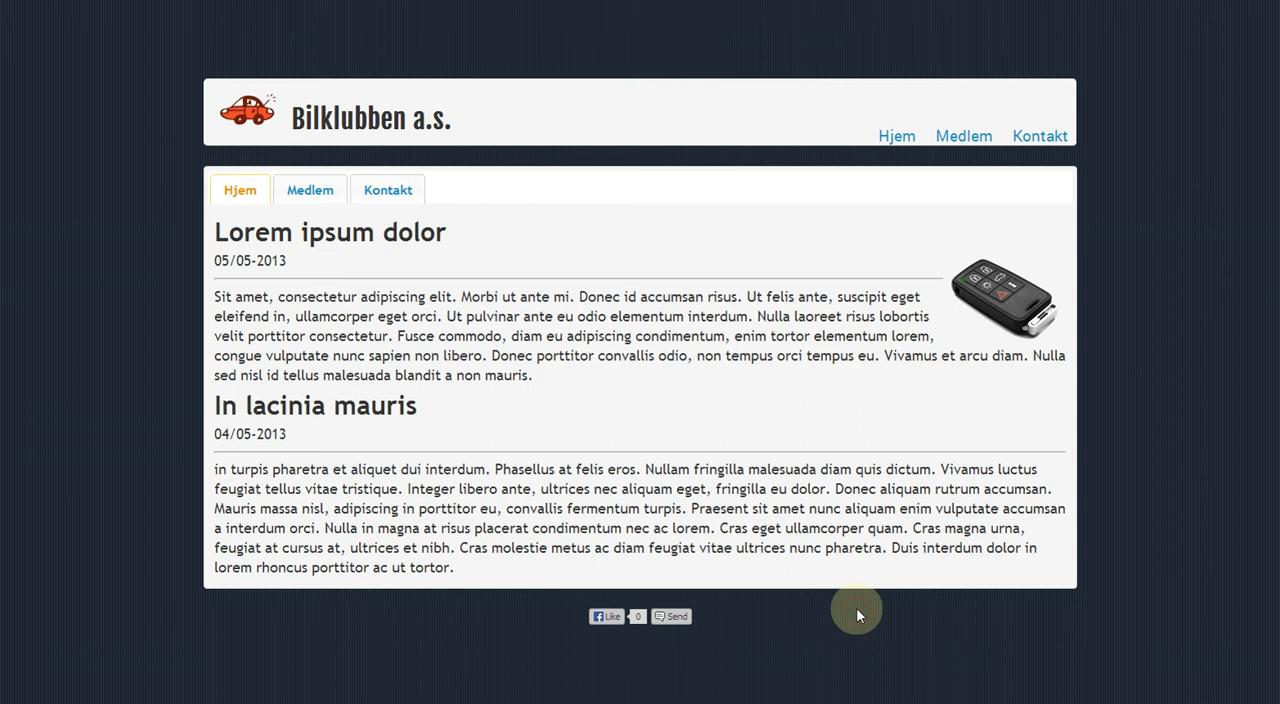 Bilklubben a.s.
Hjem Medlem Kontakt
Hjem Medlem Kontakt
Lorem ipsum dolor
05/05-2013
Sit amet, consectetur adipiscing elit. Morbi ut ante mi. Donec id accumsan risus. Ut felis ante, suscipit eget
eleifend in, ullamcorper eget orci. Ut pulvinar ante eu odio elementum interdum. Nulla laoreet risus lobortis
velit porttitor consectetur. Fusce commodo, diam eu adipiscing condimentum, enim tortor elementum lorem,
congue vulputate nunc sapien non libero. Donec porttitor convallis odio, non tempus orci tempus eu. Vivamus et arcu diam. Nulla
sed nisl id tellus malesuada blandit a non mauris.
In lacinia mauris
04/05-2013
in turpis pharetra et aliquet dui interdum. Phasellus at felis eros. Nullam fringilla malesuada diam quis dictum. Vivamus luctus
feugiat tellus vitae tristique. Integer libero ante, ultrices nec aliquam eget, fringilla eu dolor. Donec aliquam rutrum accumsan.
Mauris massa nisl, adipiscing in porttitor eu, convallis fermentum turpis. Praesent sit amet nunc aliquam enim vulputate accumsan
a interdum orci. Nulla in magna at risus placerat condimentum nec ac lorem. Cras eget ullamcorper quam. Cras magna urna,
feugiat at cursus at, ultrices et nibh. Cras molestie metus ac diam feugiat vitae ultrices nunc pharetra. Duis interdum dolor in
lorem rhoncus porttitor ac ut tortor.
Like 0 Send